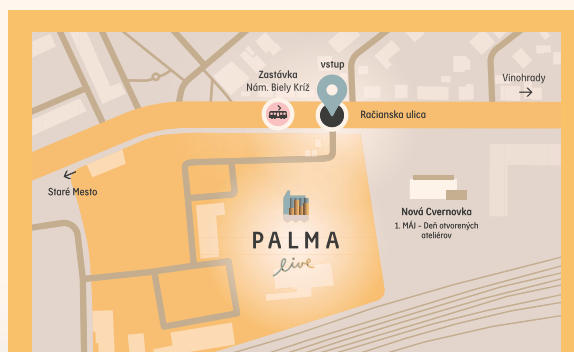 vstup
Zastávka
Nám. Biely Kríž
Vinohrady
Račianska ulica
Staré Mesto
Nová Cvernovka
1. MÁJ – Deň otvorených
ateliérov
PALMA
live